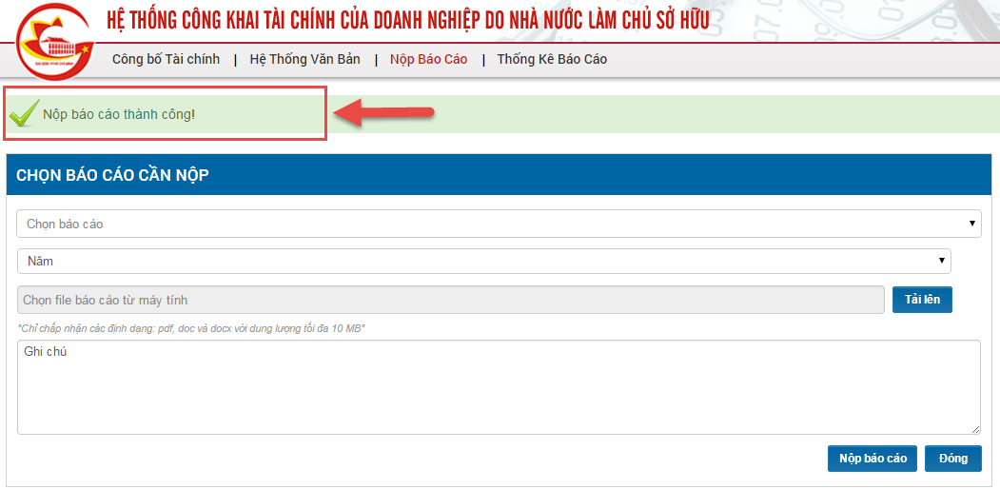 HỆ THỐNG CÔNG KHAI TÀI CHÍNH CỦA DOANH NGHIỆP DO NHÀ NƯỚC LÀM CHỦ SỞ HỮU
Công bố Tài chính | Hệ Thống Văn Bản | Nộp Báo Cáo | Thống Kê Báo Cáo
Nộp báo cáo thành công!
CHỌN BÁO CÁO CẦN NỘP
Chọn báo cáo
Năm
Chọn file báo cáo từ máy tính
Tải lên
"Chỉ chấp nhận các định dạng: pdf, doc và docx với dung lượng tối đa 10 MB"
Ghi chú
Nộp báo cáo
Đóng